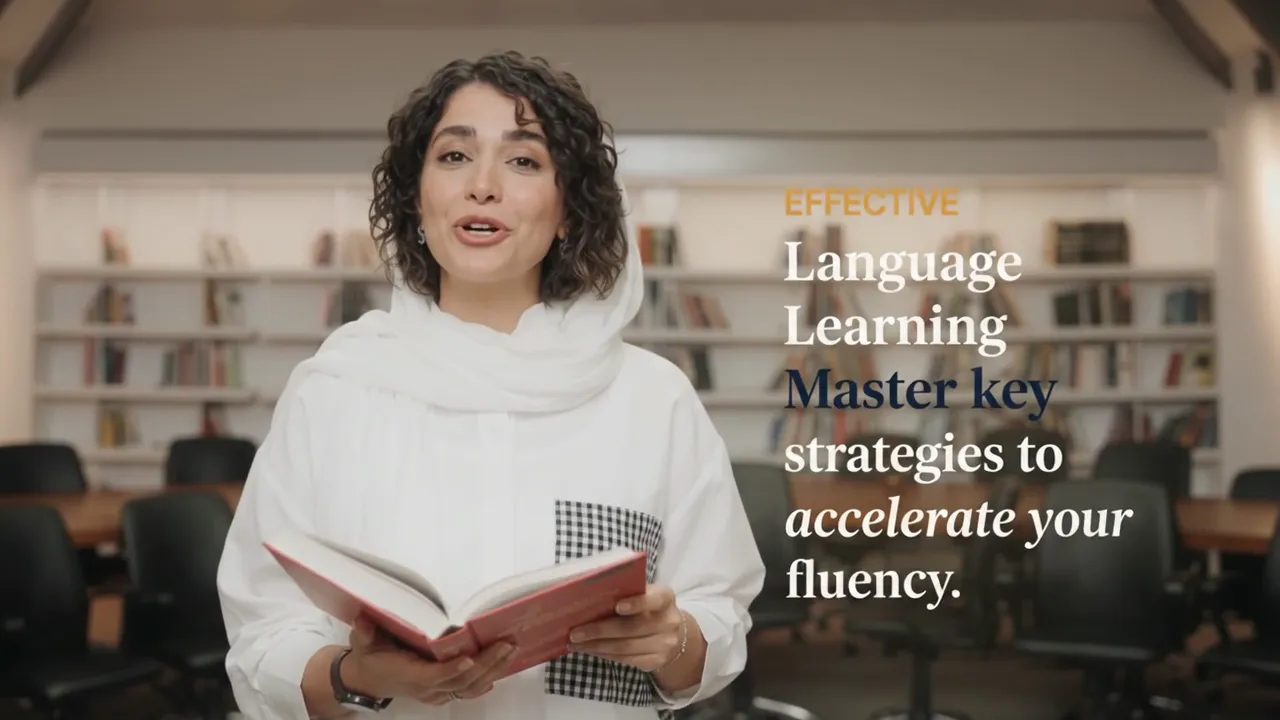 EFFECTIVE
Language
Learning
Master key
strategies to
accelerate your
fluency.